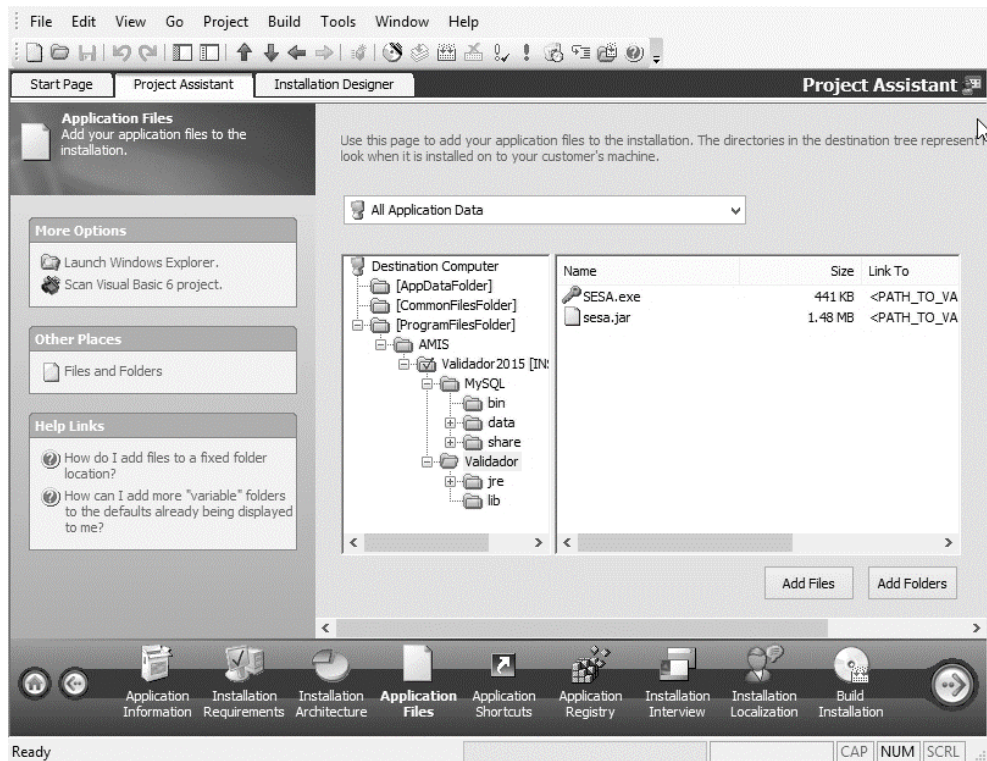 File Edit View Go Project Build Tools Window Help
Start Page Project Assistant Installation Designer Project Assistant
Application Files
Add your application files to the
installation.
Use this page to add your application files to the installation. The directories in the destination tree represent
look when it is installed on to your customer's machine.
All Application Data
More Options
Launch Windows Explorer.
Scan Visual Basic 6 project.
Other Places
Files and Folders
Help Links
How do I add files to a fixed folder
location?
How can I add more "variable" folders
to the defaults already being displayed
to me?
Destination Computer
[AppDataFolder]
[CommonFilesFolder]
[ProgramFilesFolder]
AMIS
Validador2015 [INS
MySQL
bin
data
share
Validador
jre
lib
Name Size Link To
SESA.exe 441 KB <PATH_TO_VA
sesa.jar 1.48 MB <PATH_TO_VA
Add Files Add Folders
Application Information
Installation Requirements
Installation Architecture
Application Files
Application Shortcuts
Application Registry
Installation Interview
Installation Localization
Build Installation
Ready CAP NUM SCRL